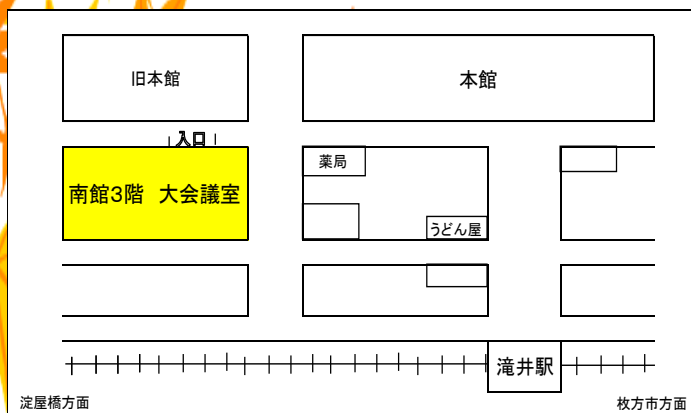 旧本館
本館
入口
薬局
南館3階 大会議室
うどん屋
滝井駅
淀屋橋方面
枚方市方面